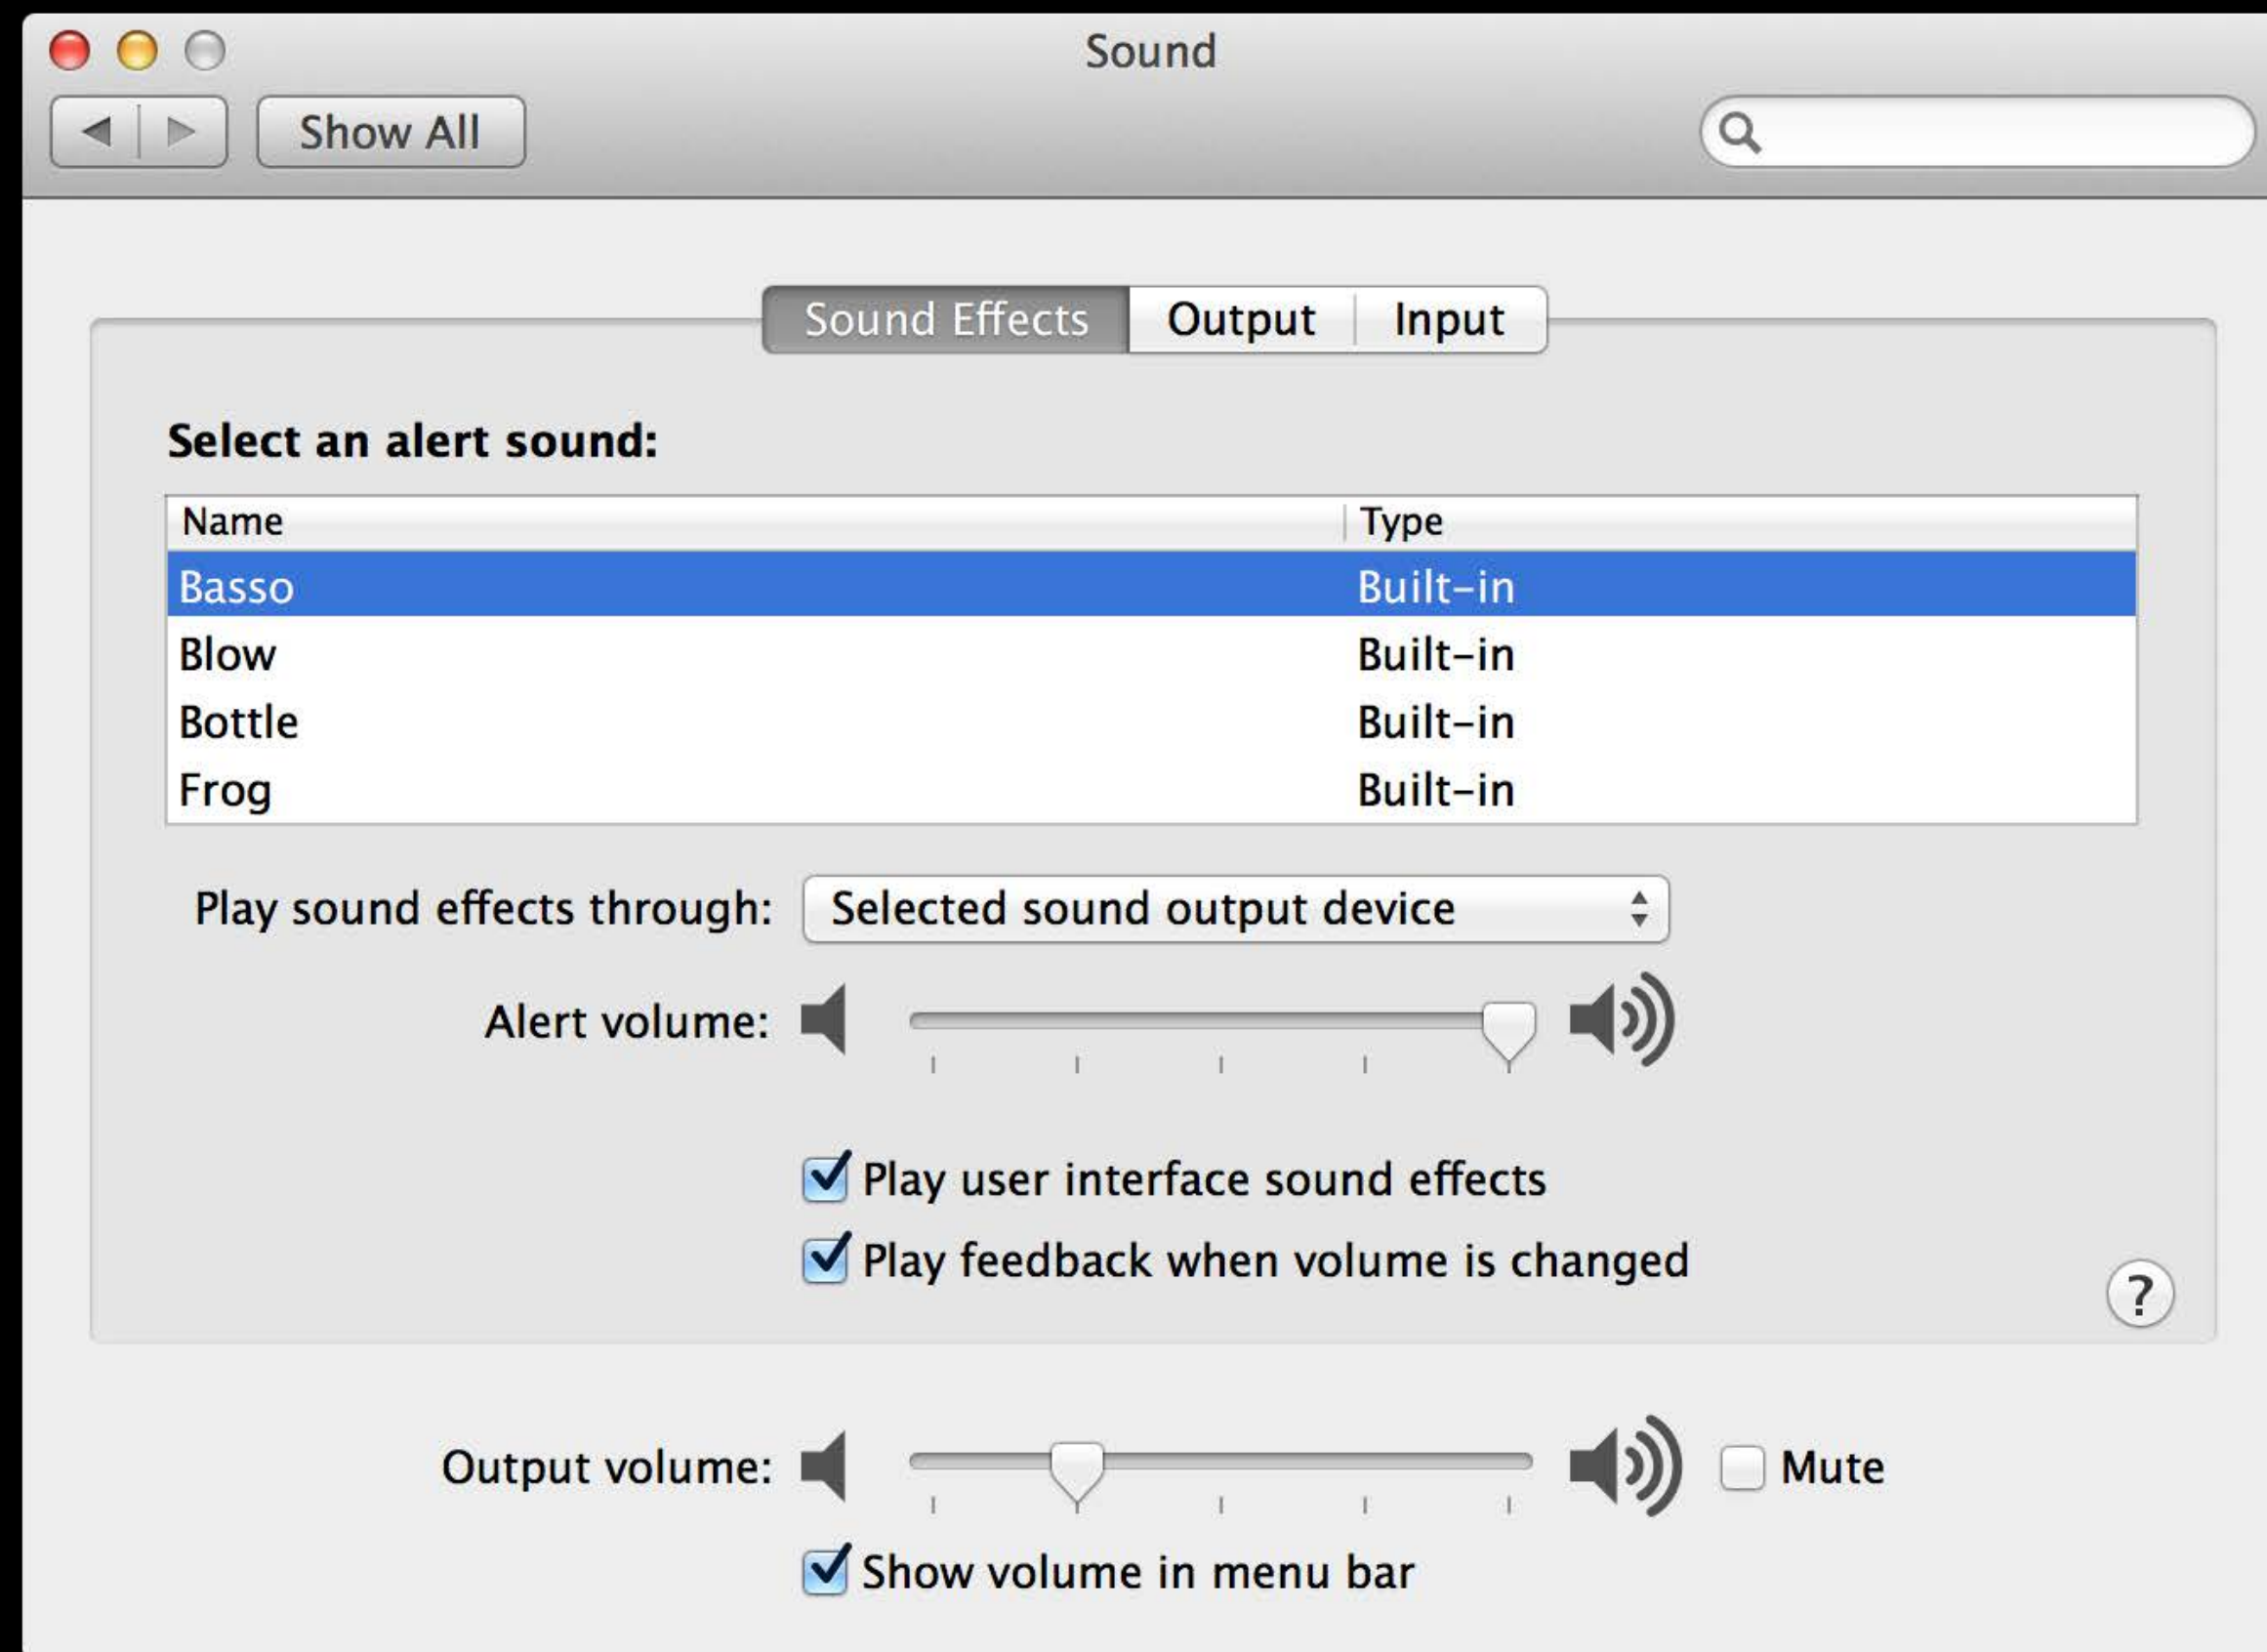 Sound
Show All
Sound Effects Output Input
Select an alert sound:
Name Type
Basso Built-in
Blow Built-in
Bottle Built-in
Frog Built-in
Play sound effects through: Selected sound output device
Alert volume:
Play user interface sound effects
Play feedback when volume is changed
?
Output volume: Mute
Show volume in menu bar